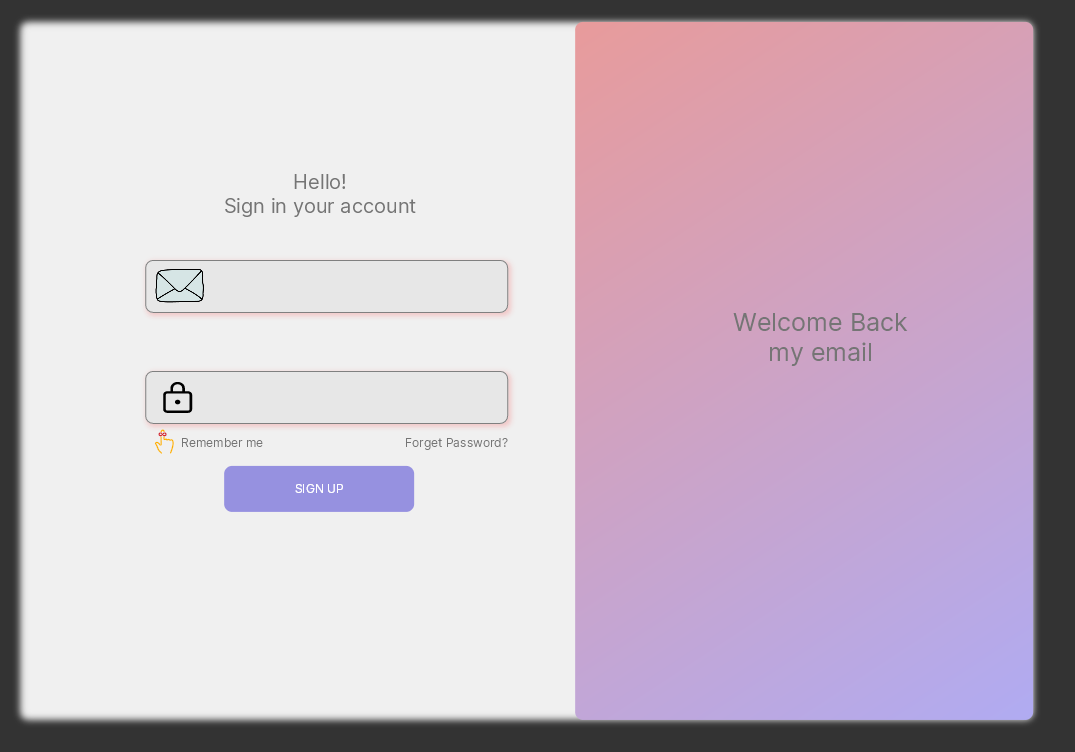 Hello!
Sign in your account
Remember me
Forget Password?
SIGN UP
Welcome Back
my email